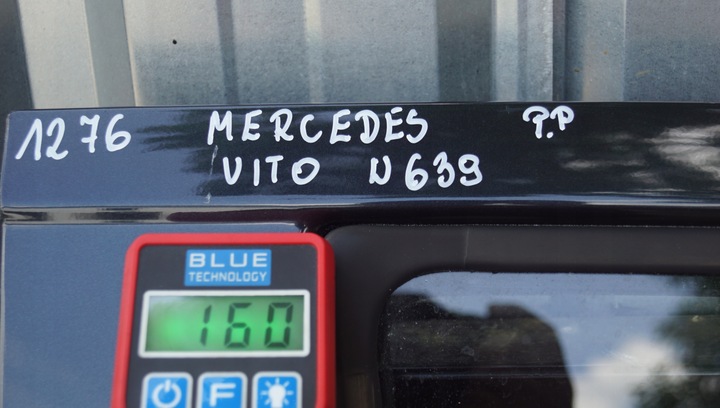 1276 MERCEDES P.P
VITO W639
BLUE
TECHNOLOGY
160
F